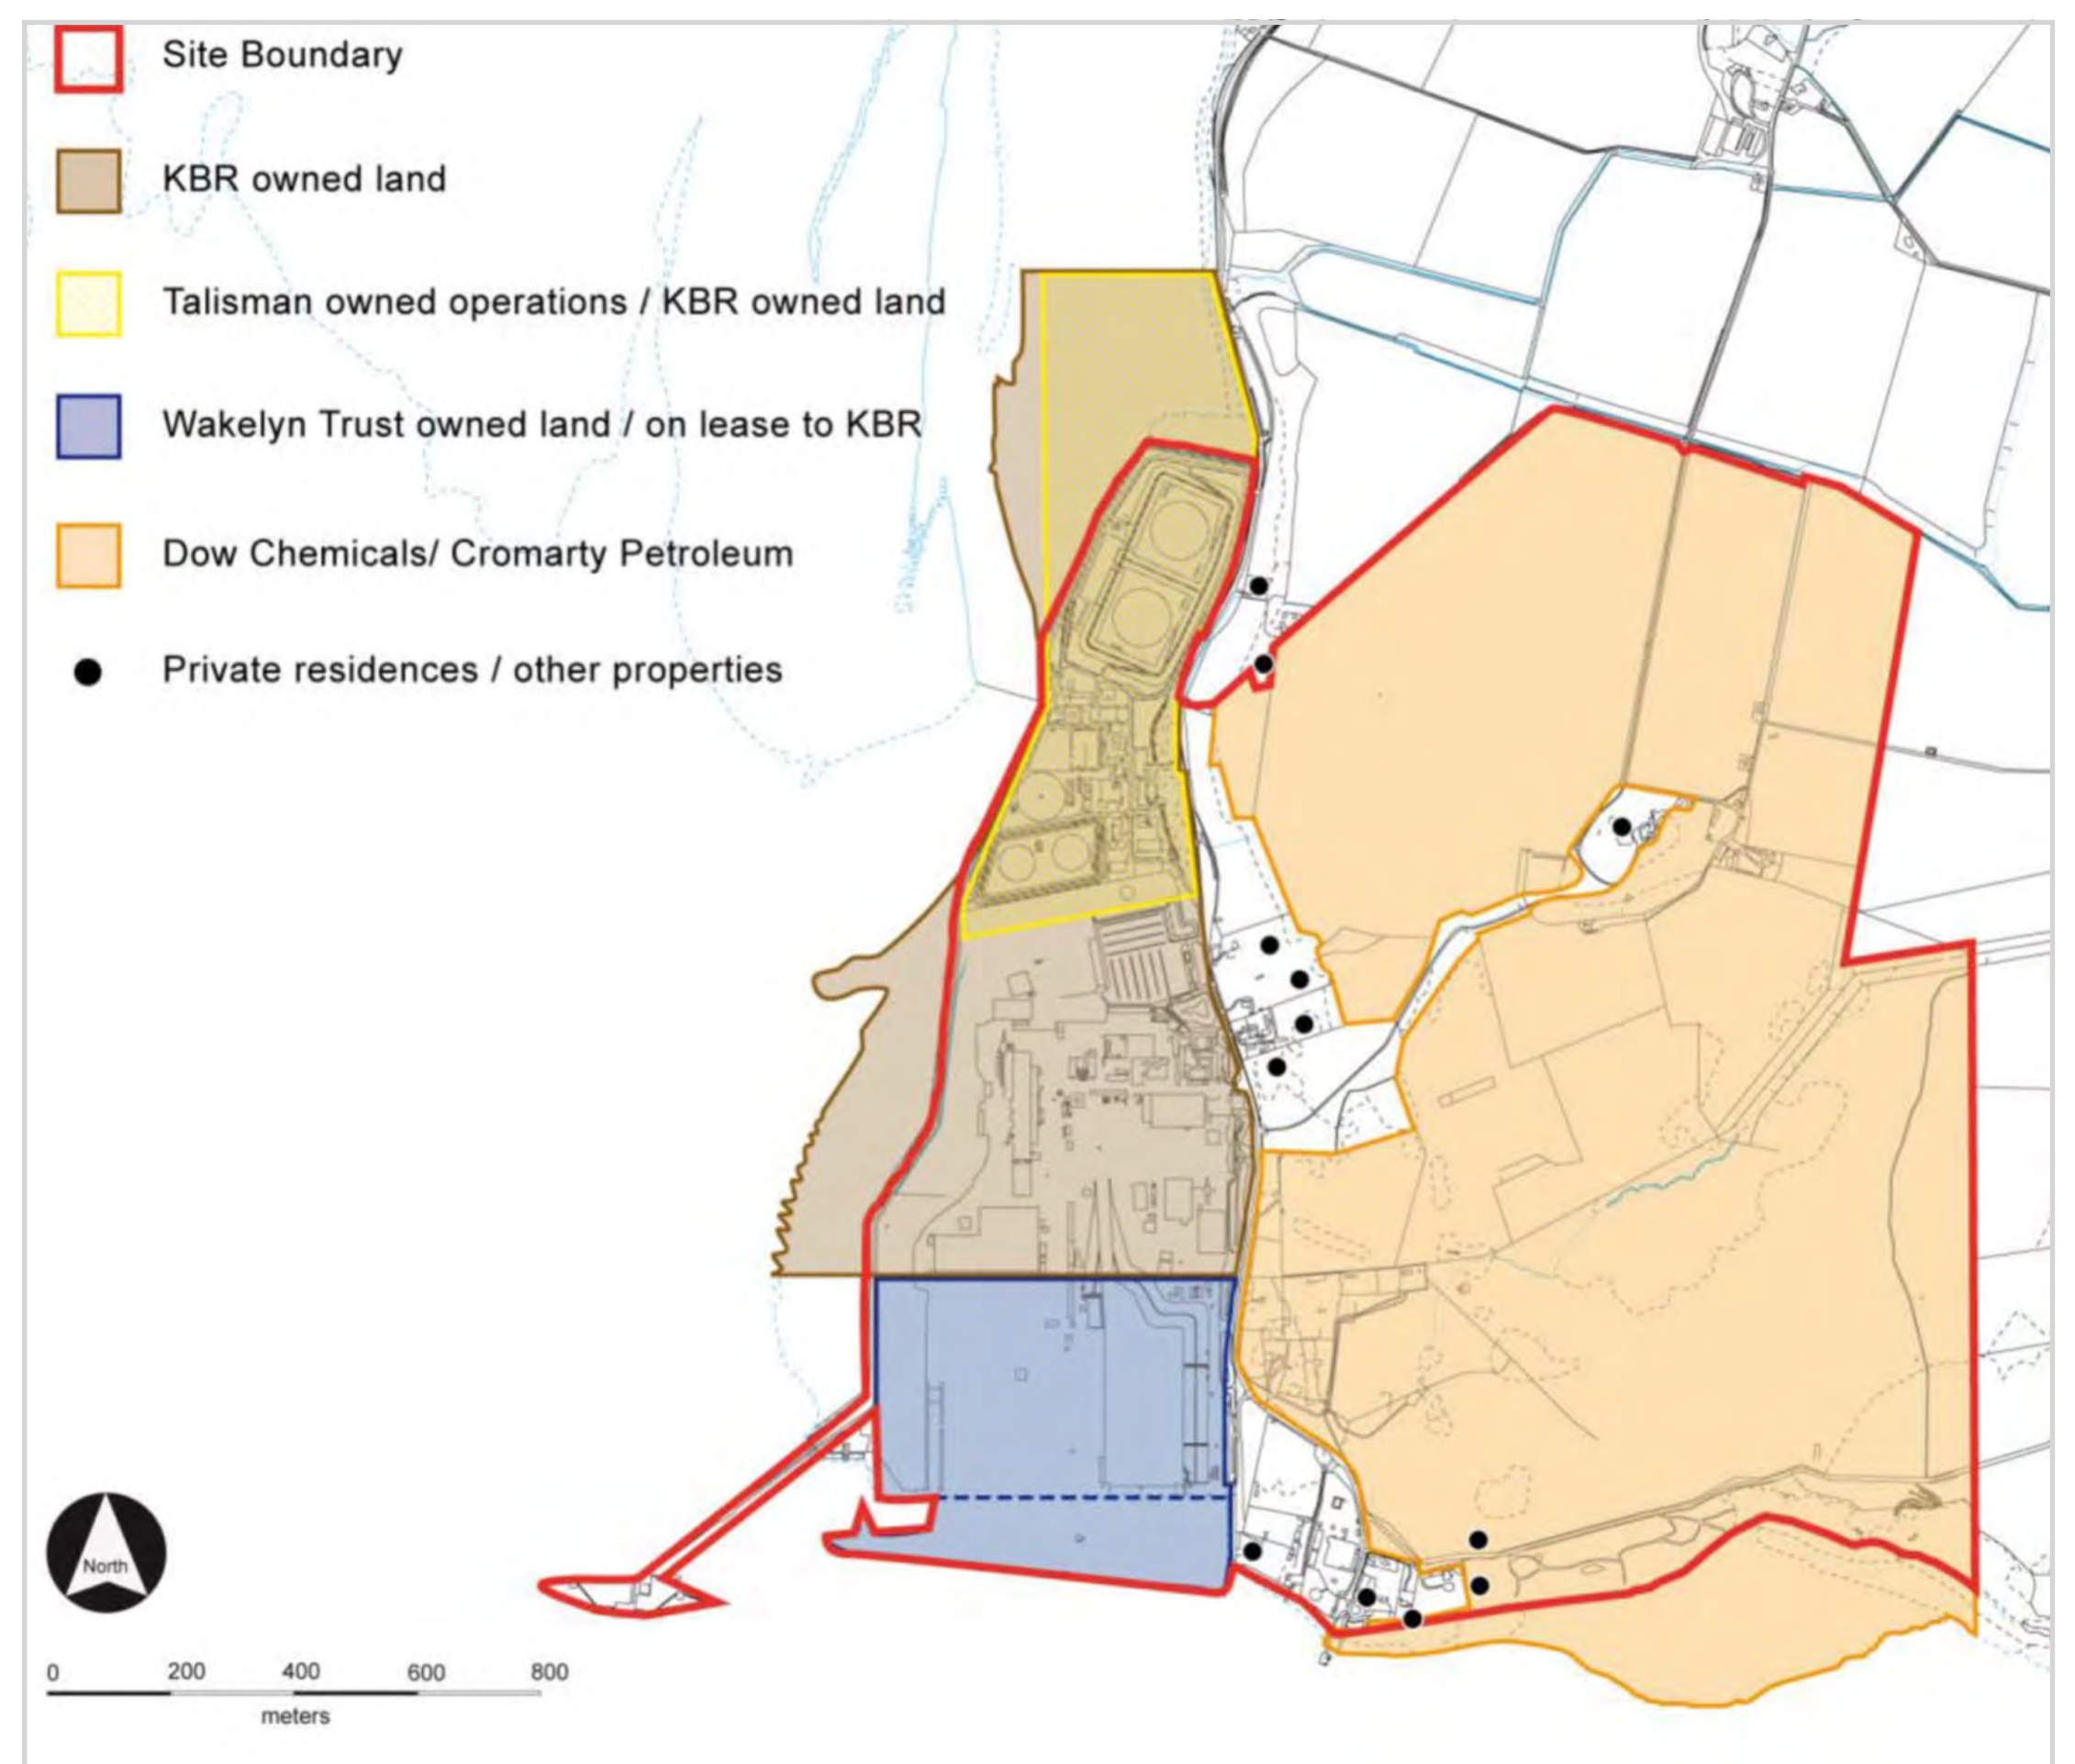 Site Boundary
KBR owned land
Talisman owned operations / KBR owned land
Wakelyn Trust owned land / on lease to KBR
Dow Chemicals/ Cromarty Petroleum
Private residences / other properties
North
0 200 400 600 800
meters